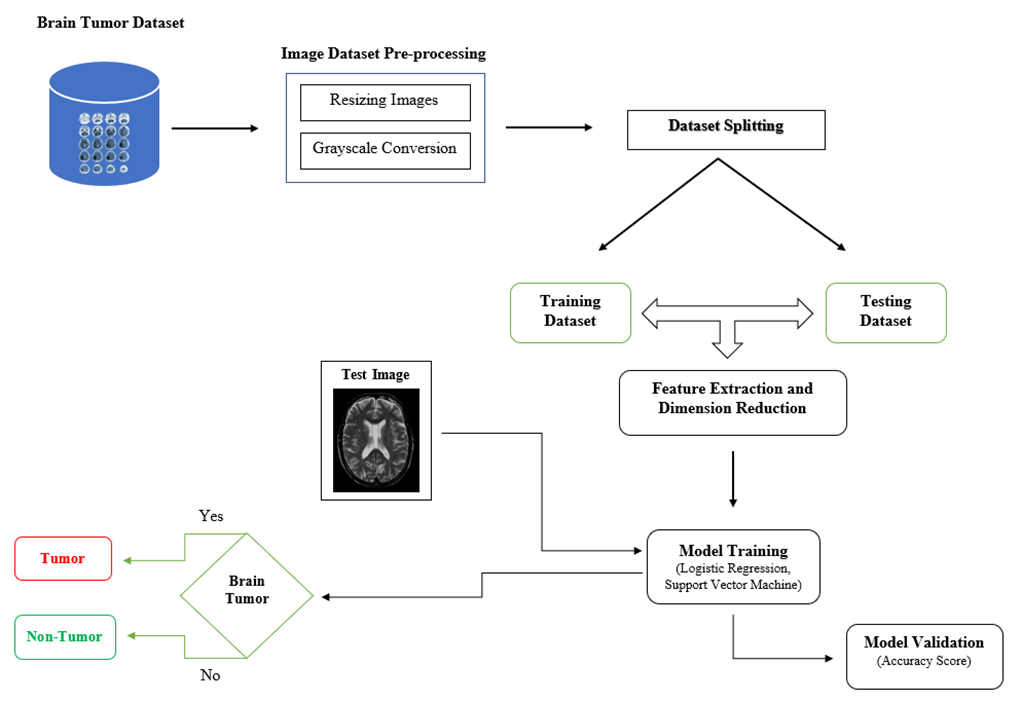 Brain Tumor Dataset
Image Dataset Pre-processing
Resizing Images
Grayscale Conversion
Dataset Splitting
Training
Dataset
Testing
Dataset
Feature Extraction and
Dimension Reduction
Test Image
Model Training
(Logistic Regression,
Support Vector Machine)
Yes
Tumor
Brain
Tumor
Non-Tumor
No
Model Validation
(Accuracy Score)